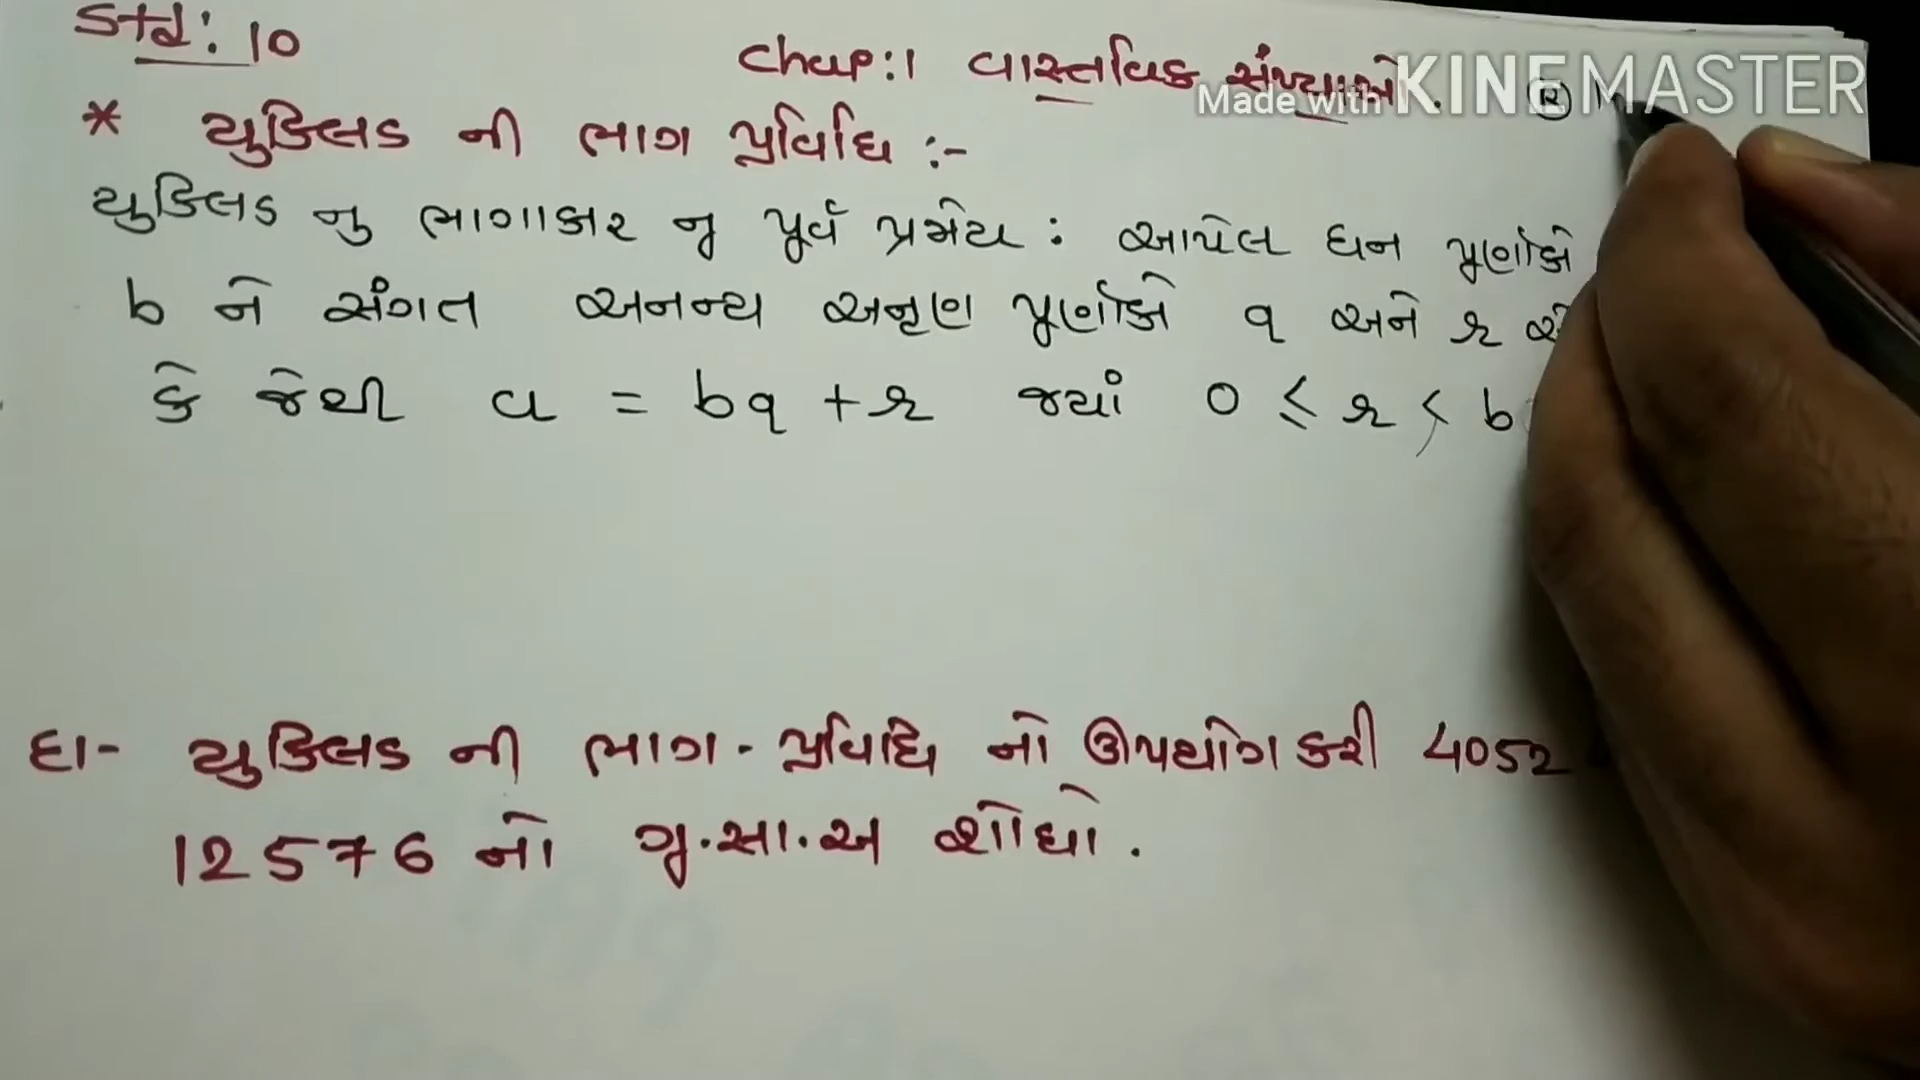 ધો: 10
Chap:1 વાસ્તવિક સંખ્યાઓ. R
Made with KINEMASTER
* યુક્લિડ ની ભાગ પ્રવિધિ :-
યુક્લિડ નુ ભાગાકાર નૂ પૂર્વ પ્રમેય : આપેલ ધન પૂર્ણાંકો
b ને સંગત અનન્ય અનૃણ પૂર્ણાંકો q અને r
કે જેથી a = bq + r જ્યાં 0 ≤ r < b
દા- યુક્લિડ ની ભાગ - પ્રવિધિ નો ઉપયોગ કરી 4052
12576 નો ગુ.સા.અ શોધો .